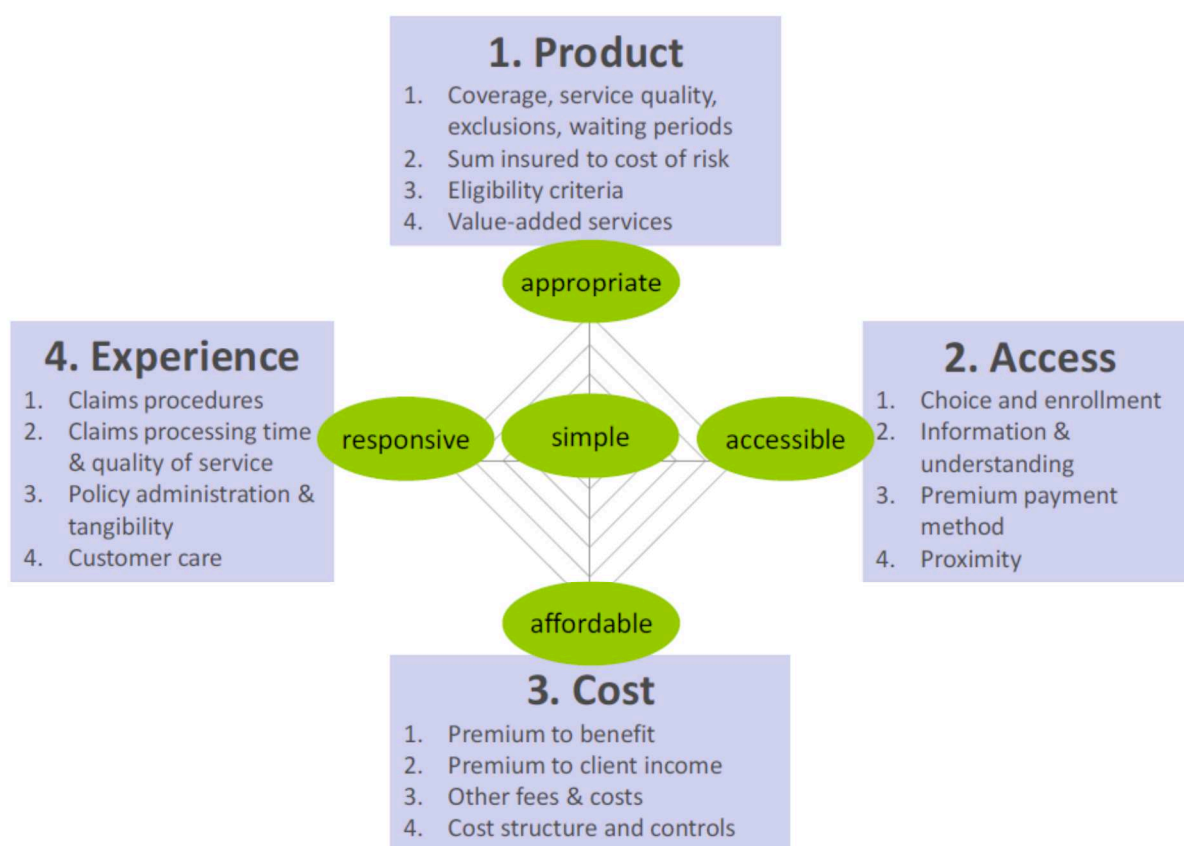 1. Product
1. Coverage, service quality,
exclusions, waiting periods
2. Sum insured to cost of risk
3. Eligibility criteria
4. Value-added services
appropriate
4. Experience
1. Claims procedures
2. Claims processing time
& quality of service
3. Policy administration &
tangibility
4. Customer care
responsive
simple
accessible
2. Access
1. Choice and enrollment
2. Information &
understanding
3. Premium payment
method
4. Proximity
affordable
3. Cost
1. Premium to benefit
2. Premium to client income
3. Other fees & costs
4. Cost structure and controls